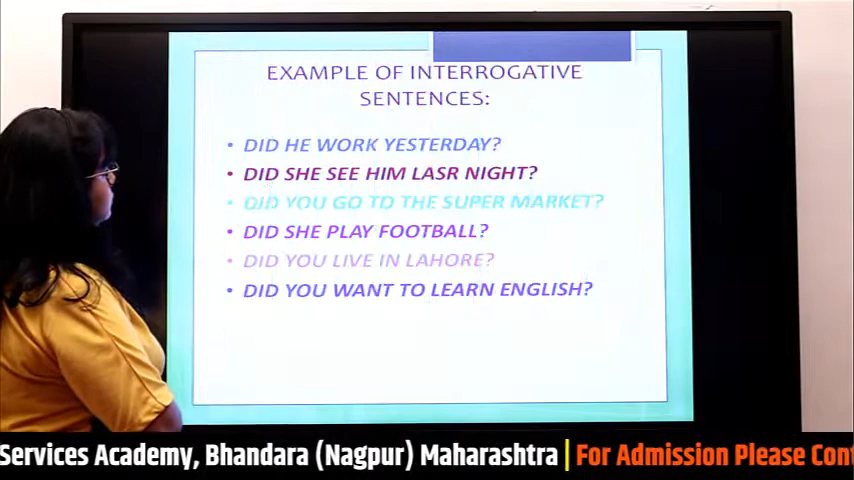 EXAMPLE OF INTERROGATIVE
SENTENCES:
• DID HE WORK YESTERDAY?
• DID SHE SEE HIM LASR NIGHT?
• DID YOU GO TO THE SUPER MARKET?
• DID SHE PLAY FOOTBALL?
• DID YOU LIVE IN LAHORE?
• DID YOU WANT TO LEARN ENGLISH?
Services Academy, Bhandara (Nagpur) Maharashtra | For Admission Please